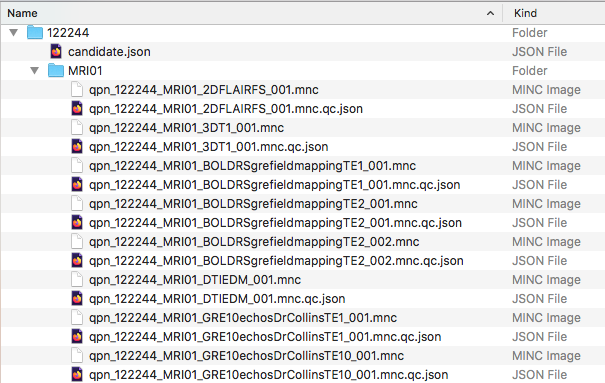 Name Kind
122244 Folder
candidate.json JSON File
MRI01 Folder
qpn_122244_MRI01_2DFLAIRFS_001.mnc MINC Image
qpn_122244_MRI01_2DFLAIRFS_001.mnc.qc.json JSON File
qpn_122244_MRI01_3DT1_001.mnc MINC Image
qpn_122244_MRI01_3DT1_001.mnc.qc.json JSON File
qpn_122244_MRI01_BOLDRSgrefieldmappingTE1_001.mnc MINC Image
qpn_122244_MRI01_BOLDRSgrefieldmappingTE1_001.mnc.qc.json JSON File
qpn_122244_MRI01_BOLDRSgrefieldmappingTE2_001.mnc MINC Image
qpn_122244_MRI01_BOLDRSgrefieldmappingTE2_001.mnc.qc.json JSON File
qpn_122244_MRI01_BOLDRSgrefieldmappingTE2_002.mnc MINC Image
qpn_122244_MRI01_BOLDRSgrefieldmappingTE2_002.mnc.qc.json JSON File
qpn_122244_MRI01_DTIEDM_001.mnc MINC Image
qpn_122244_MRI01_DTIEDM_001.mnc.qc.json JSON File
qpn_122244_MRI01_GRE10echosDrCollinsTE1_001.mnc MINC Image
qpn_122244_MRI01_GRE10echosDrCollinsTE1_001.mnc.qc.json JSON File
qpn_122244_MRI01_GRE10echosDrCollinsTE10_001.mnc MINC Image
qpn_122244_MRI01_GRE10echosDrCollinsTE10_001.mnc.qc.json JSON File